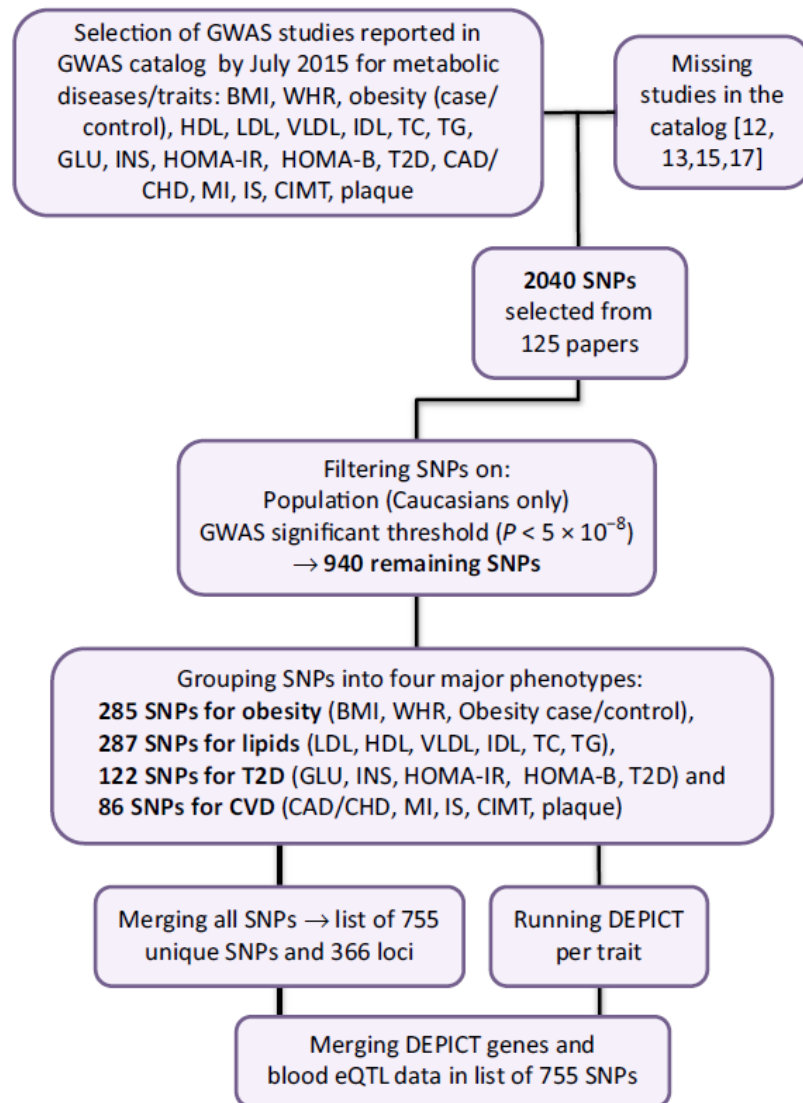 Selection of GWAS studies reported in
GWAS catalog by July 2015 for metabolic
diseases/traits: BMI, WHR, obesity (case/
control), HDL, LDL, VLDL, IDL, TC, TG,
GLU, INS, HOMA-IR, HOMA-B, T2D, CAD/
CHD, MI, IS, CIMT, plaque
Missing
studies in the
catalog [12,
13,15,17]
2040 SNPs
selected from
125 papers
Filtering SNPs on:
Population (Caucasians only)
GWAS significant threshold (P < 5 × 10⁻⁸)
→ 940 remaining SNPs
Grouping SNPs into four major phenotypes:
285 SNPs for obesity (BMI, WHR, Obesity case/control),
287 SNPs for lipids (LDL, HDL, VLDL, IDL, TC, TG),
122 SNPs for T2D (GLU, INS, HOMA-IR, HOMA-B, T2D) and
86 SNPs for CVD (CAD/CHD, MI, IS, CIMT, plaque)
Merging all SNPs → list of 755
unique SNPs and 366 loci
Running DEPICT
per trait
Merging DEPICT genes and
blood eQTL data in list of 755 SNPs